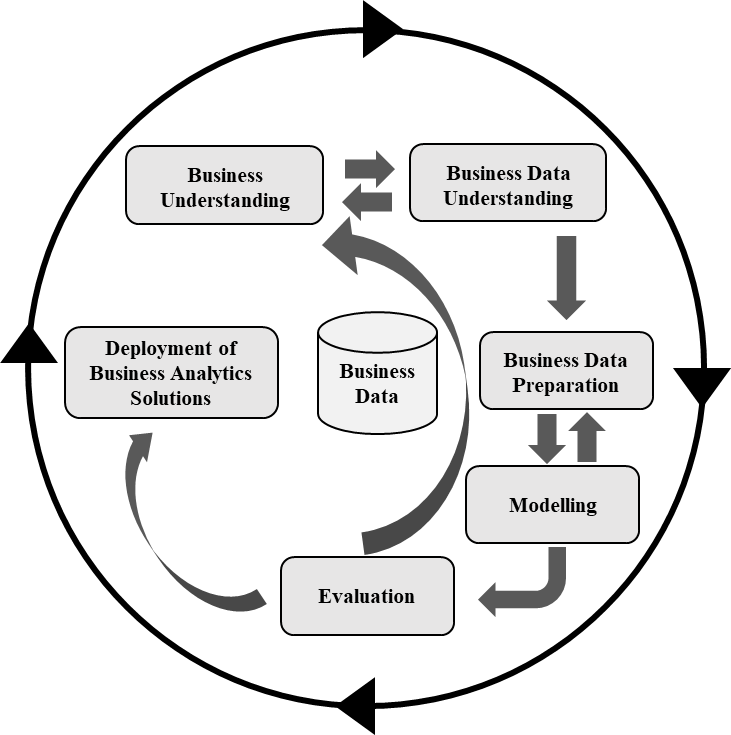 Business
Understanding
Business Data
Understanding
Deployment of
Business Analytics
Solutions
Business
Data
Business Data
Preparation
Modelling
Evaluation